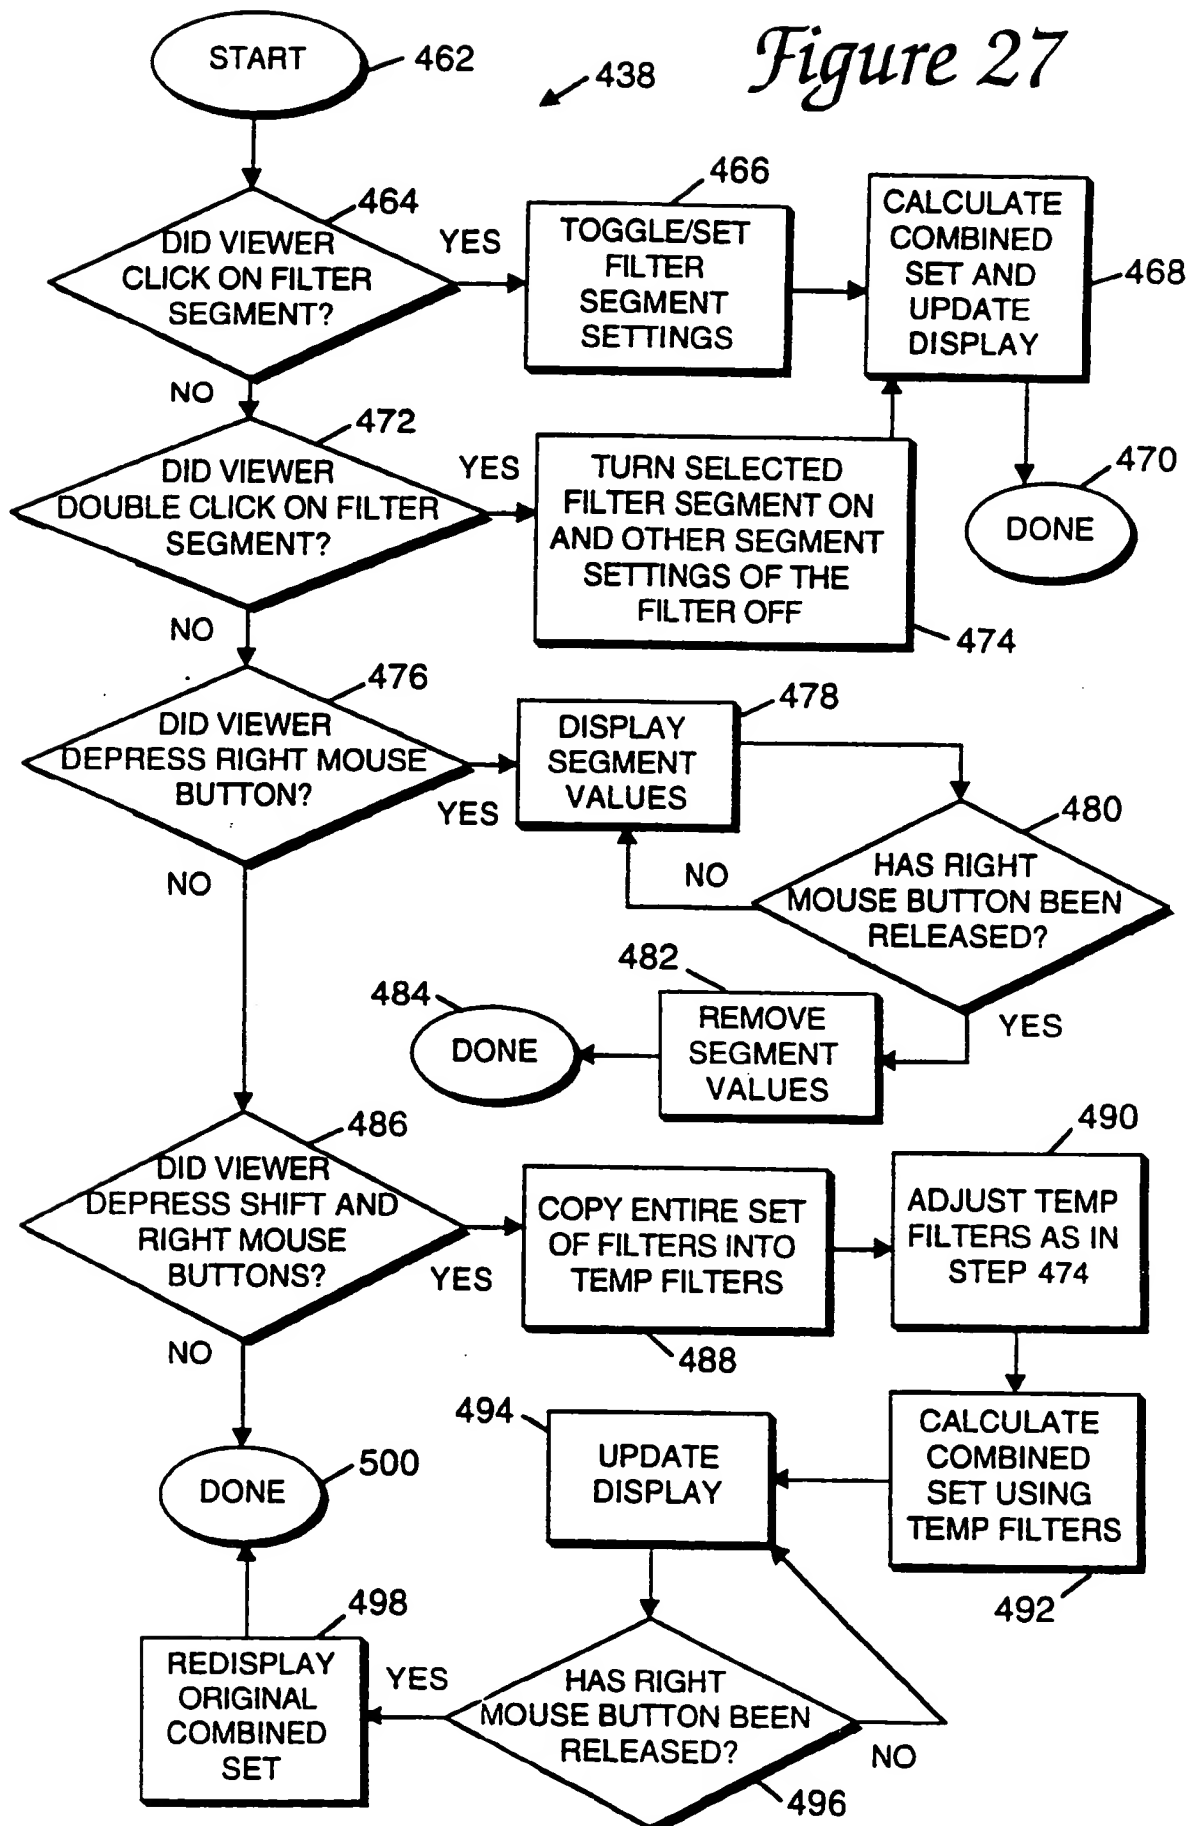 Figure 27
START
462
438
464
DID VIEWER
CLICK ON FILTER
SEGMENT?
YES
NO
466
TOGGLE/SET
FILTER
SEGMENT
SETTINGS
CALCULATE
COMBINED
SET AND
UPDATE
DISPLAY
468
470
DONE
472
DID VIEWER
DOUBLE CLICK ON FILTER
SEGMENT?
YES
NO
TURN SELECTED
FILTER SEGMENT ON
AND OTHER SEGMENT
SETTINGS OF THE
FILTER OFF
474
476
DID VIEWER
DEPRESS RIGHT MOUSE
BUTTON?
YES
NO
478
DISPLAY
SEGMENT
VALUES
480
HAS RIGHT
MOUSE BUTTON BEEN
RELEASED?
NO
YES
482
REMOVE
SEGMENT
VALUES
484
DONE
486
DID VIEWER
DEPRESS SHIFT AND
RIGHT MOUSE
BUTTONS?
YES
NO
COPY ENTIRE SET
OF FILTERS INTO
TEMP FILTERS
488
490
ADJUST TEMP
FILTERS AS IN
STEP 474
CALCULATE
COMBINED
SET USING
TEMP FILTERS
492
494
UPDATE
DISPLAY
HAS RIGHT
MOUSE BUTTON BEEN
RELEASED?
496
NO
YES
498
REDISPLAY
ORIGINAL
COMBINED
SET
DONE
500